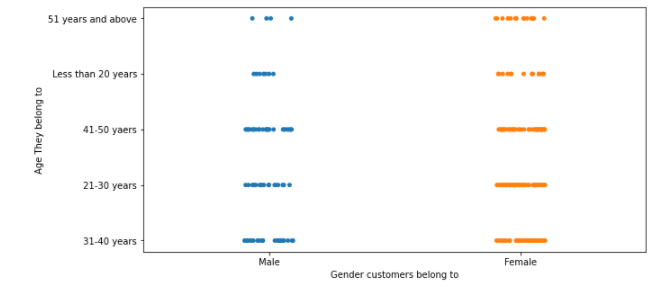 51 years and above
Less than 20 years
41-50 yaers
21-30 years
31-40 years
Age They belong to
Male Female
Gender customers belong to